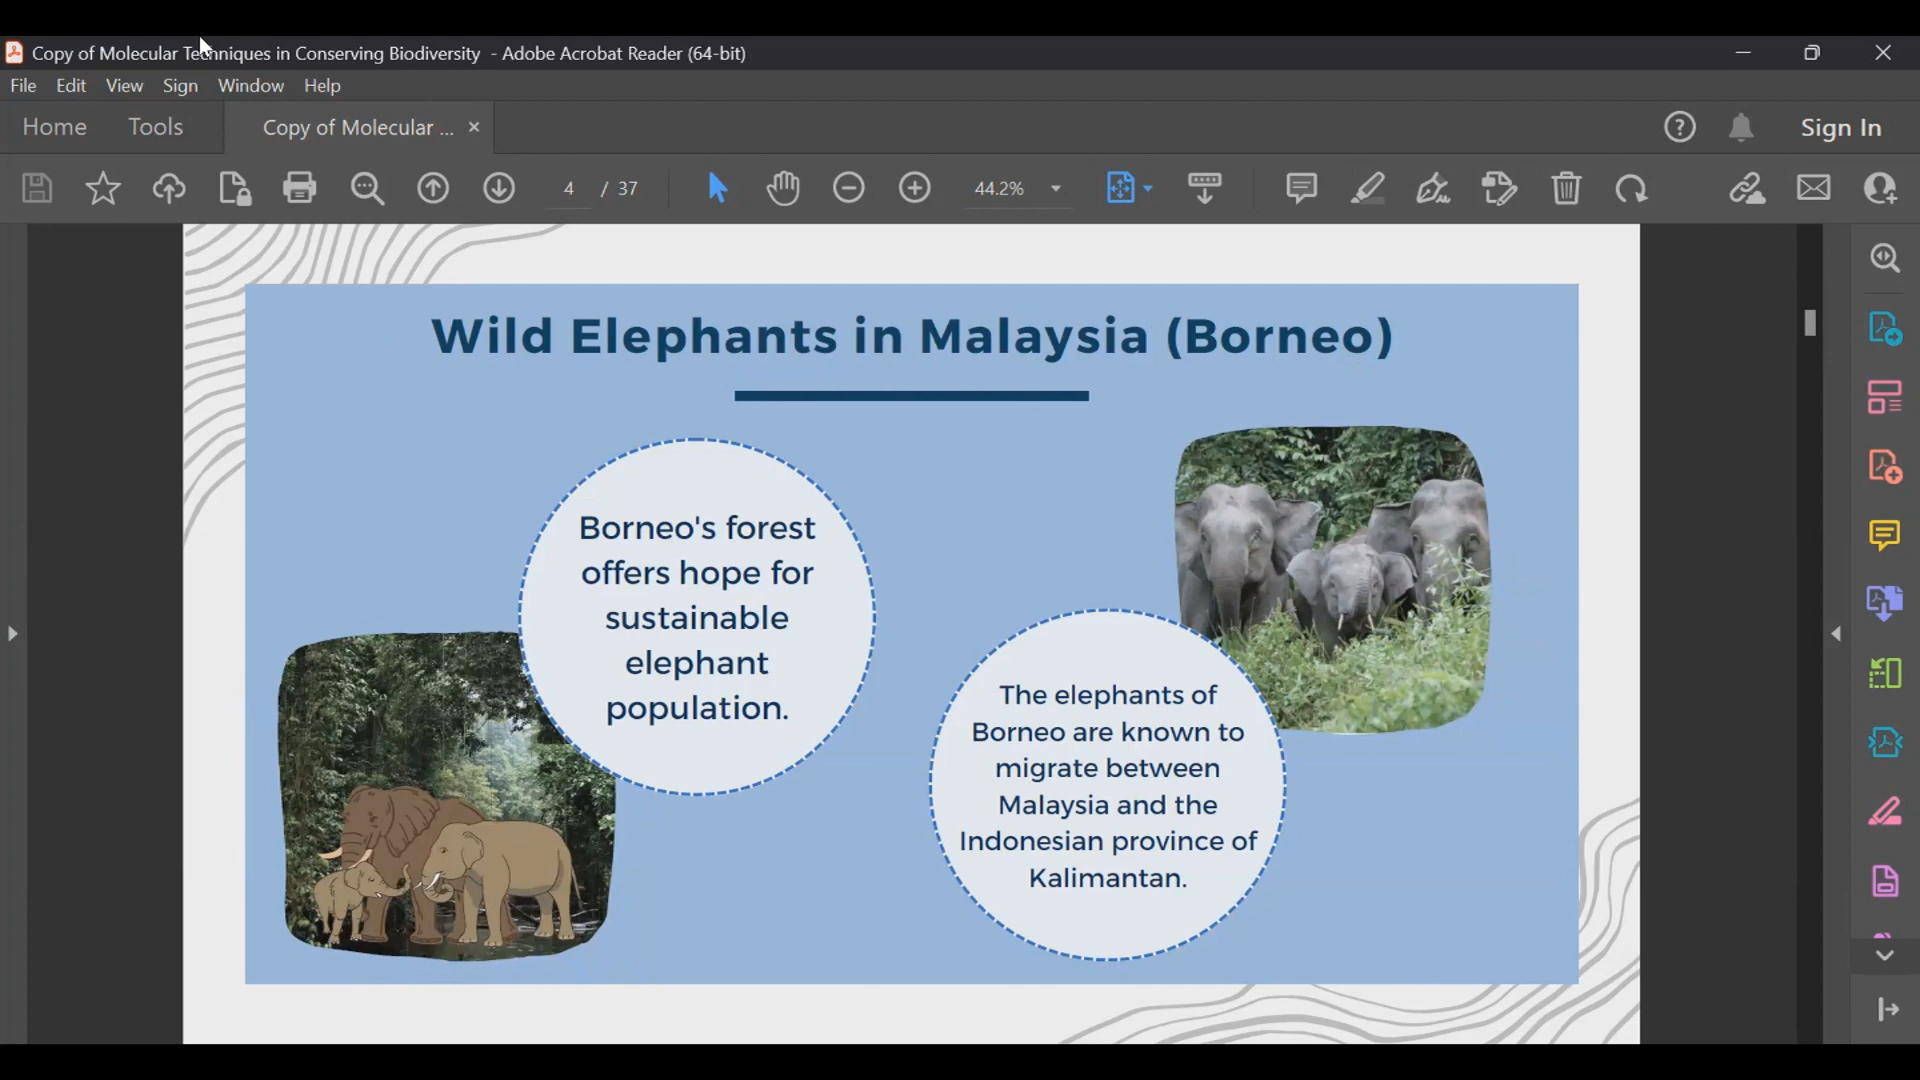 Copy of Molecular Techniques in Conserving Biodiversity - Adobe Acrobat Reader (64-bit)
File Edit View Sign Window Help
Home Tools Copy of Molecular ... Sign In
4 / 37 44.2%
Wild Elephants in Malaysia (Borneo)
Borneo's forest
offers hope for
sustainable
elephant
population.
The elephants of
Borneo are known to
migrate between
Malaysia and the
Indonesian province of
Kalimantan.